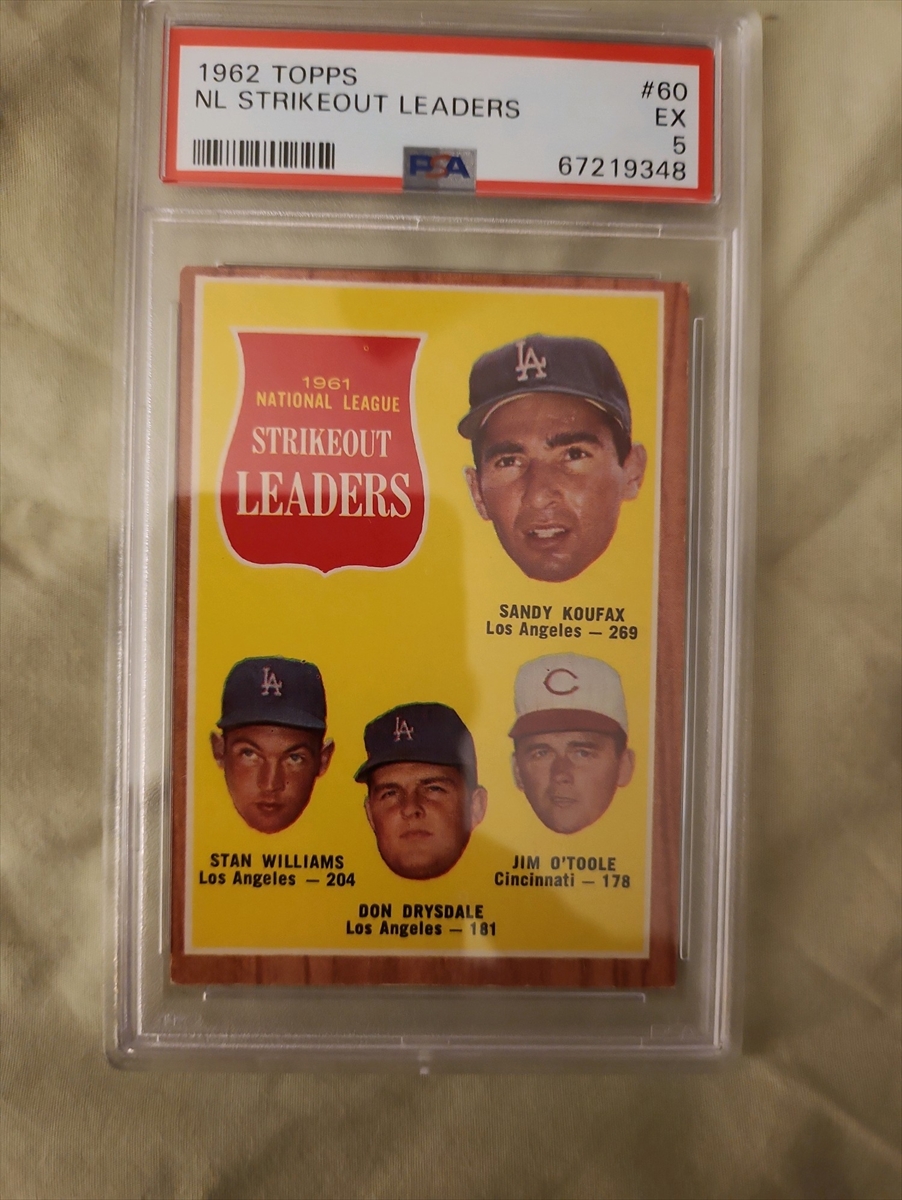 1962 TOPPS
#60
NL STRIKEOUT LEADERS
EX
5
PSA
67219348
1961
NATIONAL LEAGUE
STRIKEOUT
LEADERS
LA
SANDY KOUFAX
Los Angeles — 269
LA
LA
C
STAN WILLIAMS
Los Angeles — 204
JIM O'TOOLE
Cincinnati — 178
DON DRYSDALE
Los Angeles — 181